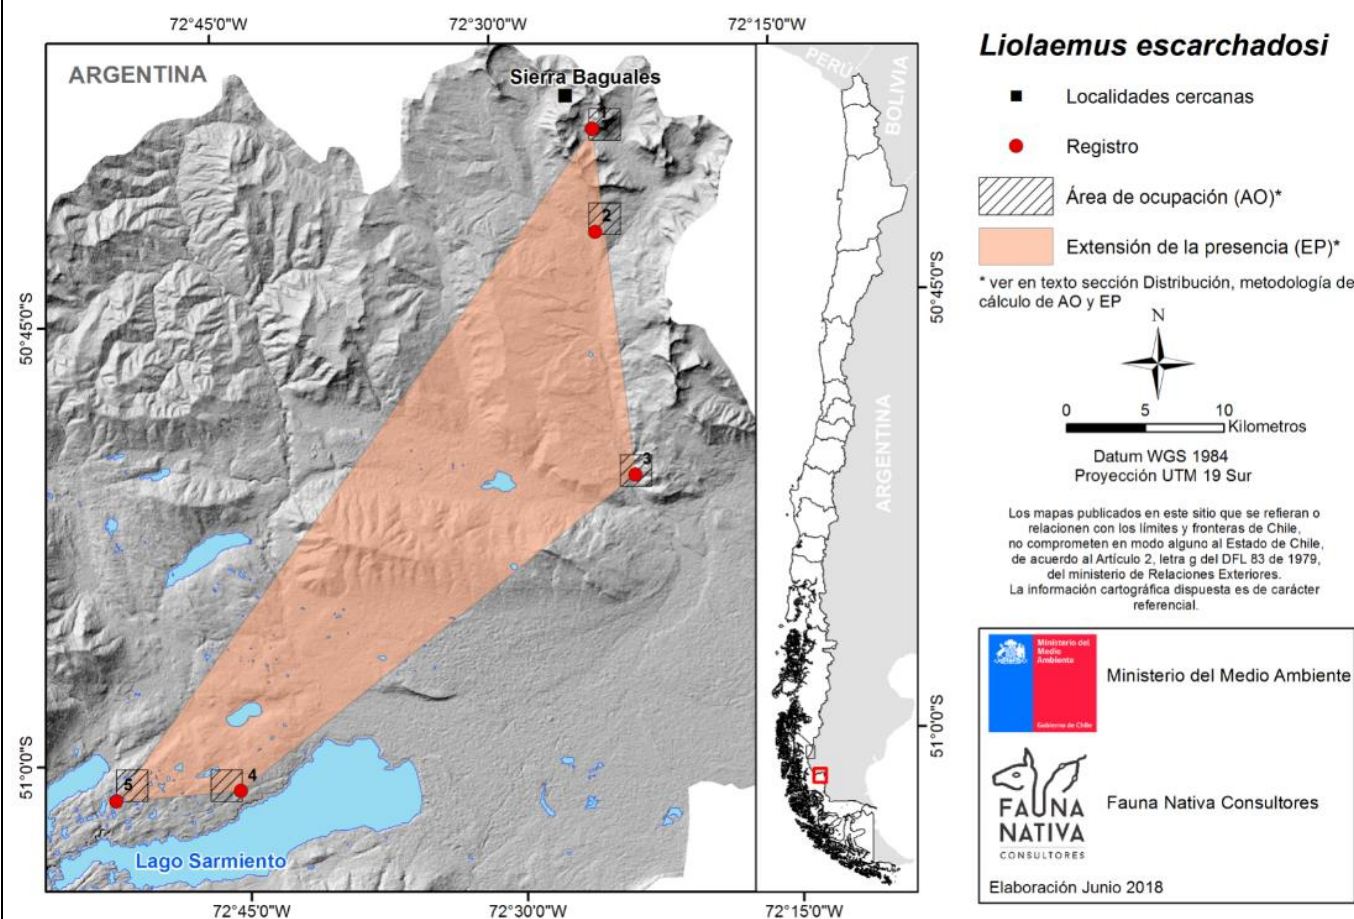 72°45'0"W
72°30'0"W
72°15'0"W
ARGENTINA
Sierra Baguales
1
2
3
4
5
50°45'0"S
51°0'0"S
Lago Sarmiento
72°45'0"W
72°30'0"W
72°15'0"W
PERÚ
BOLIVIA
ARGENTINA
50°45'0"S
51°0'0"S
Liolaemus escarchadosi
Localidades cercanas
Registro
Área de ocupación (AO)*
Extensión de la presencia (EP)*
* ver en texto sección Distribución, metodología de
cálculo de AO y EP
N
0 5 10
Kilometros
Datum WGS 1984
Proyección UTM 19 Sur
Los mapas publicados en este sitio que se refieran o
relacionen con los límites y fronteras de Chile,
no comprometen en modo alguno al Estado de Chile,
de acuerdo al Artículo 2, letra g del DFL 83 de 1979,
del ministerio de Relaciones Exteriores.
La información cartográfica dispuesta es de carácter
referencial.
Ministerio del
Medio
Ambiente
Gobierno de Chile
Ministerio del Medio Ambiente
FAUNA
NATIVA
CONSULTORES
Fauna Nativa Consultores
Elaboración Junio 2018